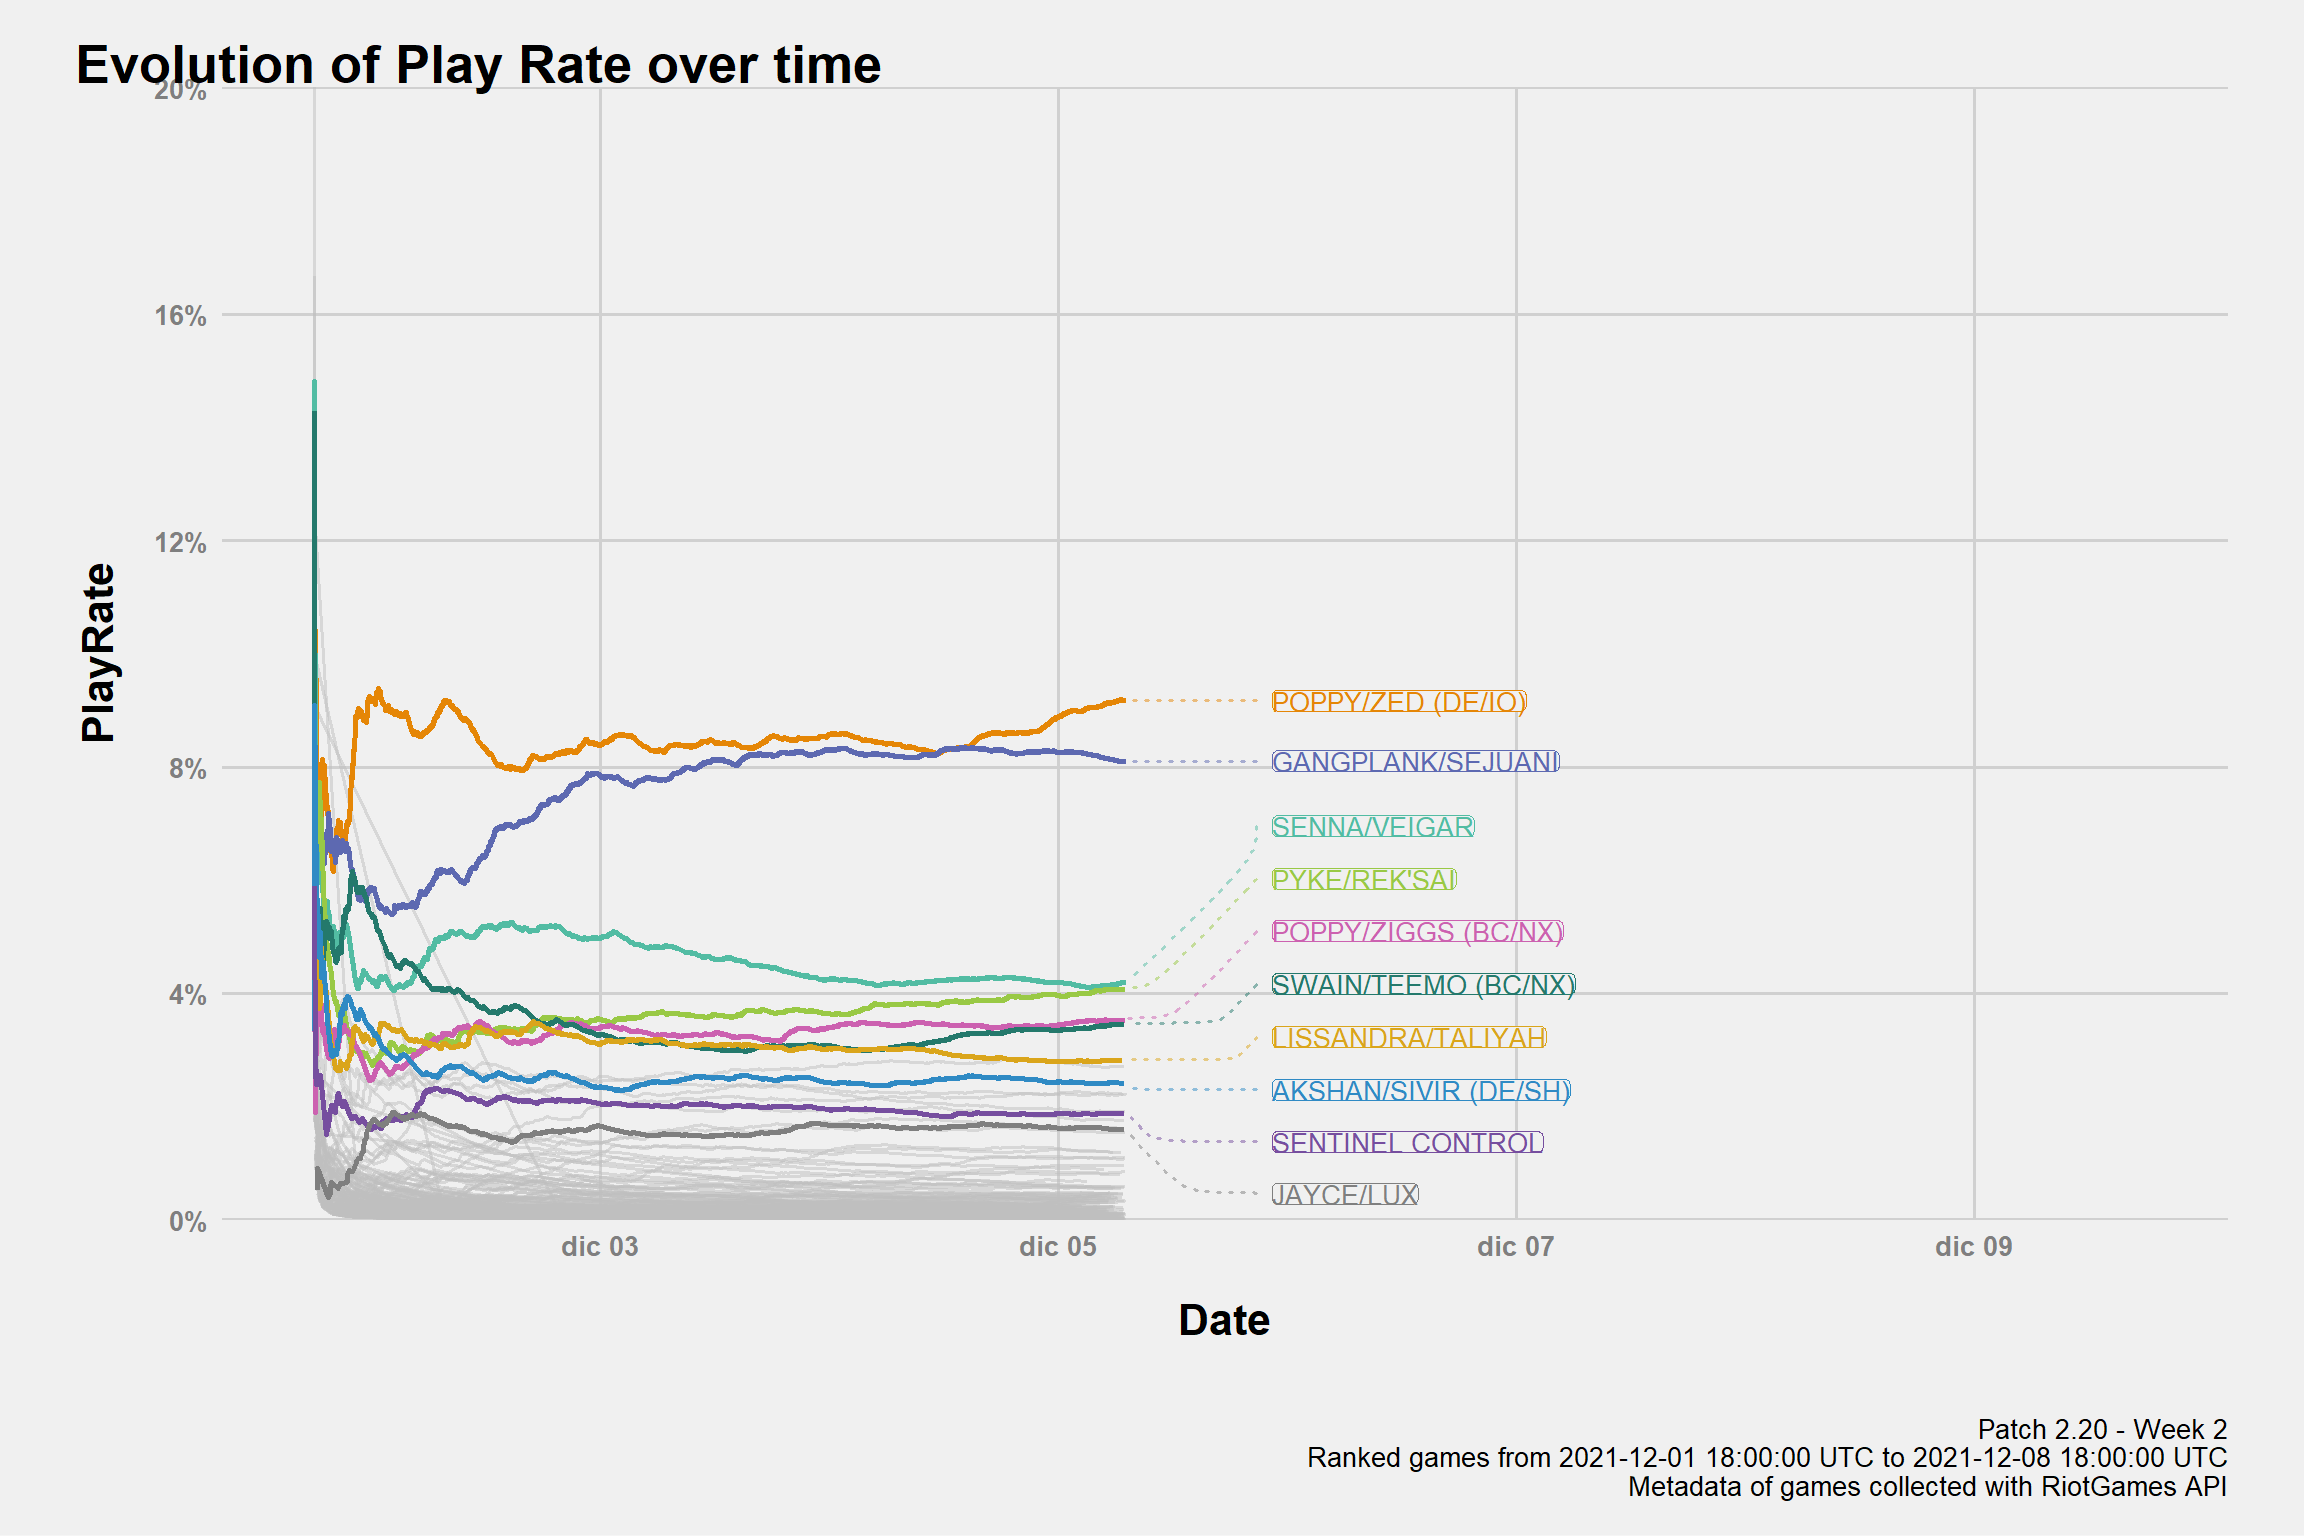 Evolution of Play Rate over time
20%
16%
12%
8%
4%
0%
PlayRate
POPPY/ZED (DE/IO)
GANGPLANK/SEJUANI
SENNA/VEIGAR
PYKE/REK'SAI
POPPY/ZIGGS (BC/NX)
SWAIN/TEEMO (BC/NX)
LISSANDRA/TALIYAH
AKSHAN/SIVIR (DE/SH)
SENTINEL CONTROL
JAYCE/LUX
dic 03
dic 05
dic 07
dic 09
Date
Patch 2.20 - Week 2
Ranked games from 2021-12-01 18:00:00 UTC to 2021-12-08 18:00:00 UTC
Metadata of games collected with RiotGames API